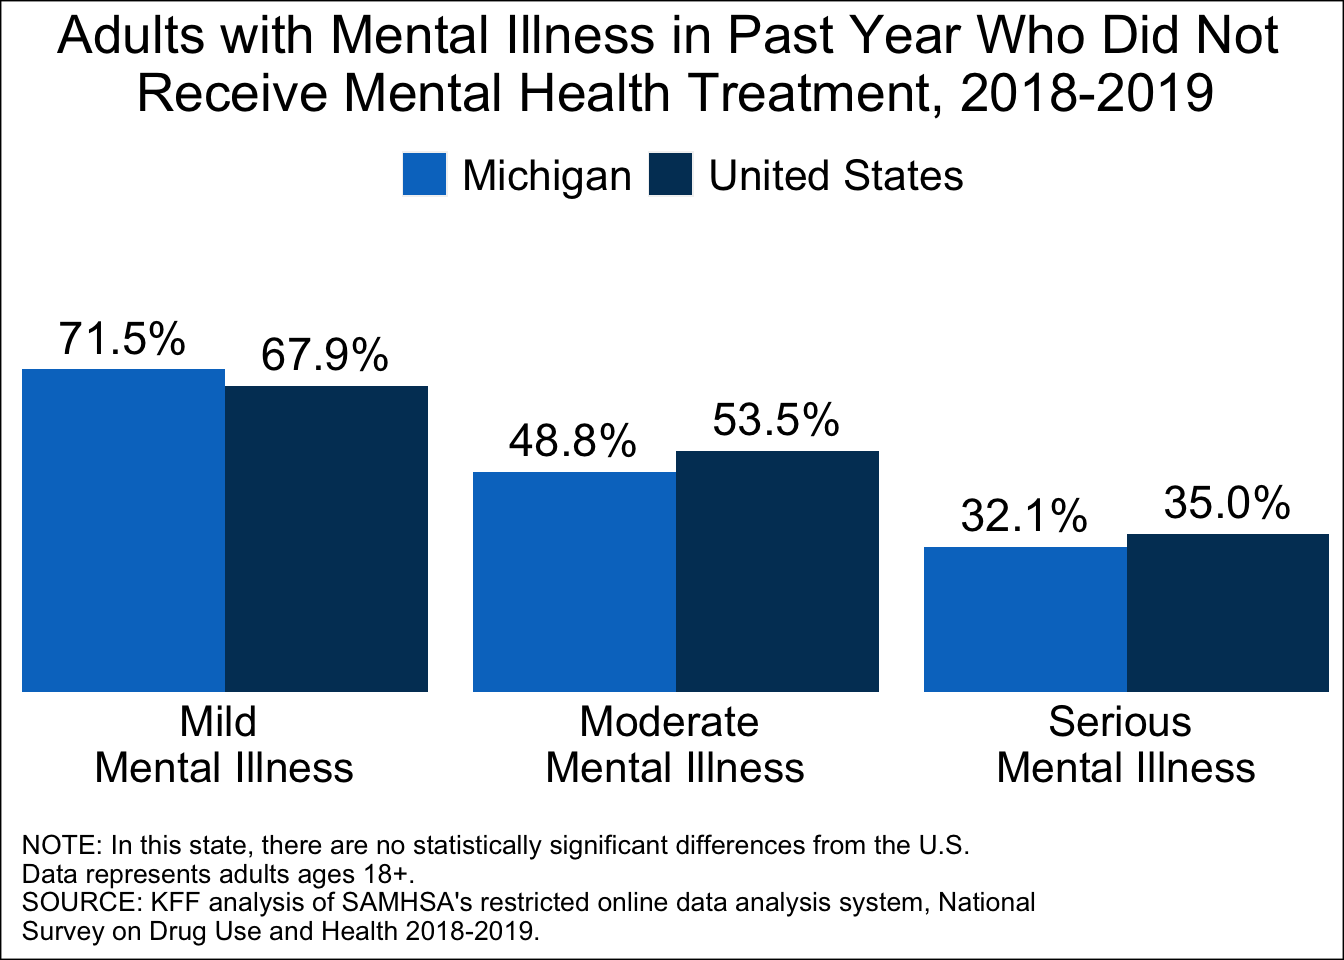 Adults with Mental Illness in Past Year Who Did Not
Receive Mental Health Treatment, 2018-2019
Michigan United States
71.5% 67.9%
48.8% 53.5%
32.1% 35.0%
Mild
Mental Illness
Moderate
Mental Illness
Serious
Mental Illness
NOTE: In this state, there are no statistically significant differences from the U.S.
Data represents adults ages 18+.
SOURCE: KFF analysis of SAMHSA's restricted online data analysis system, National
Survey on Drug Use and Health 2018-2019.